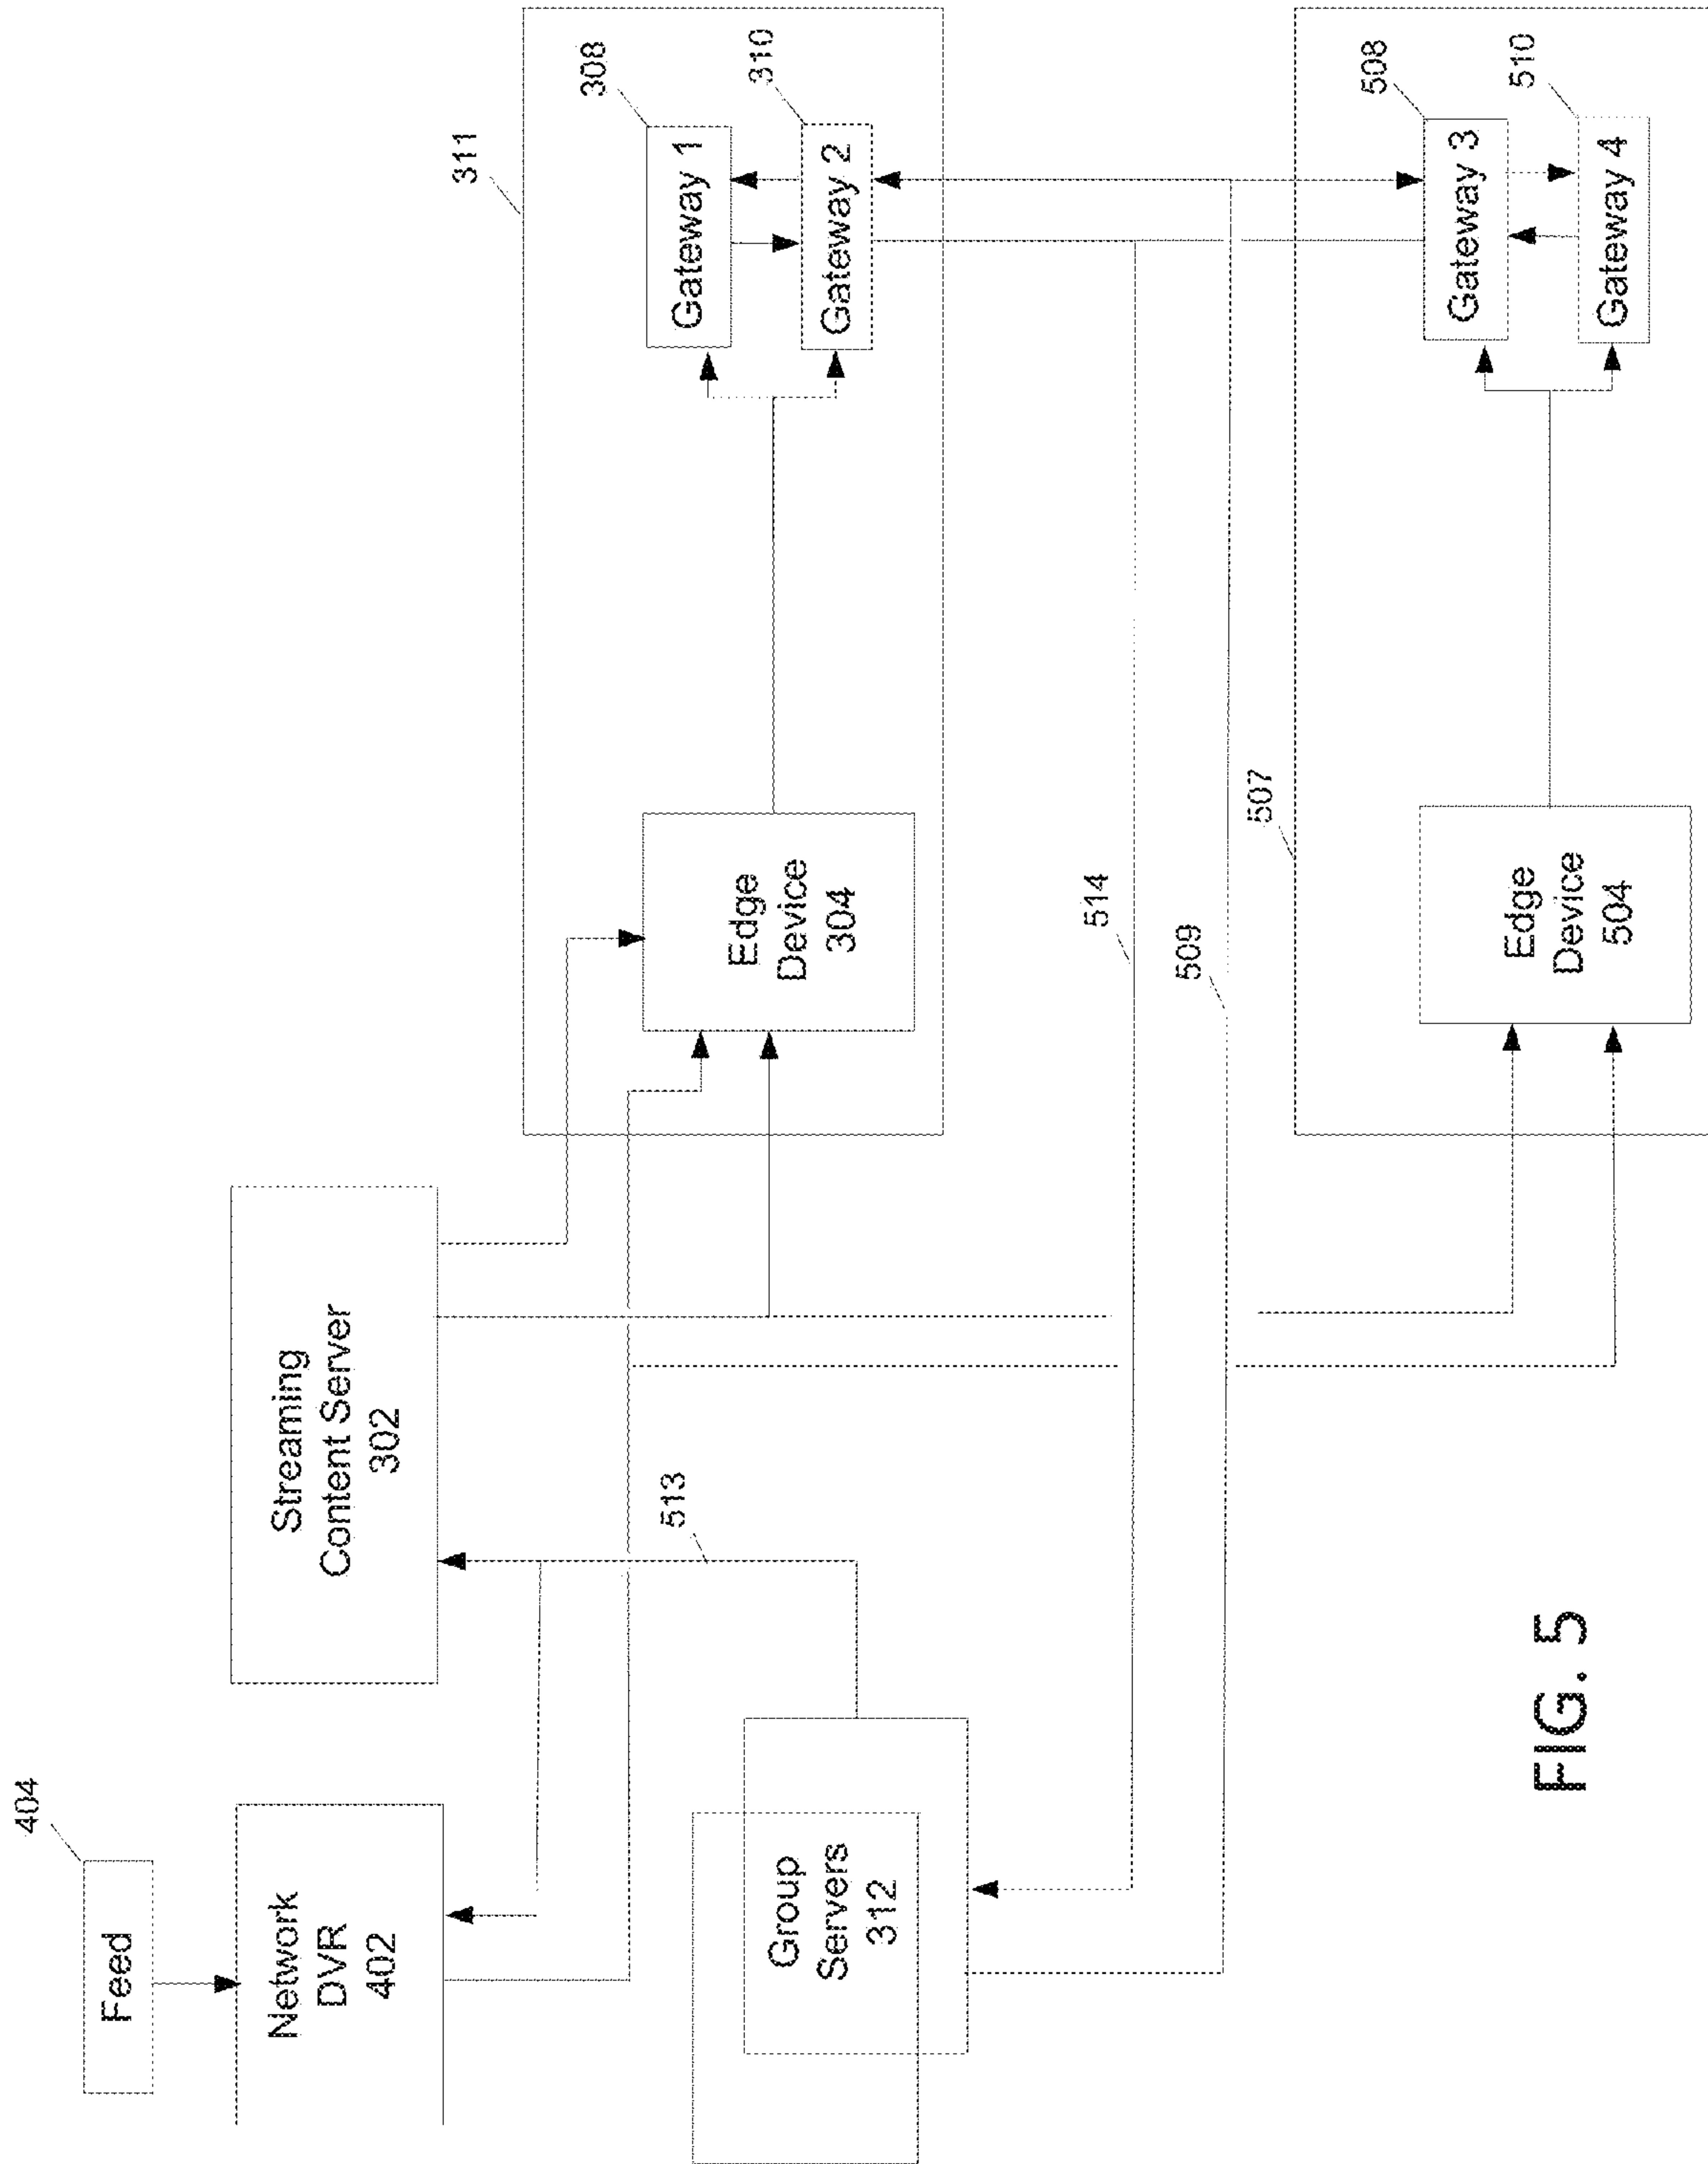 404
Feed
Network
DVR
402
Streaming
Content Server
302
513
Group
Servers
312
311
308
Gateway 1
310
Gateway 2
Edge
Device
304
514
509
507
508
Gateway 3
510
Gateway 4
Edge
Device
504
FIG. 5